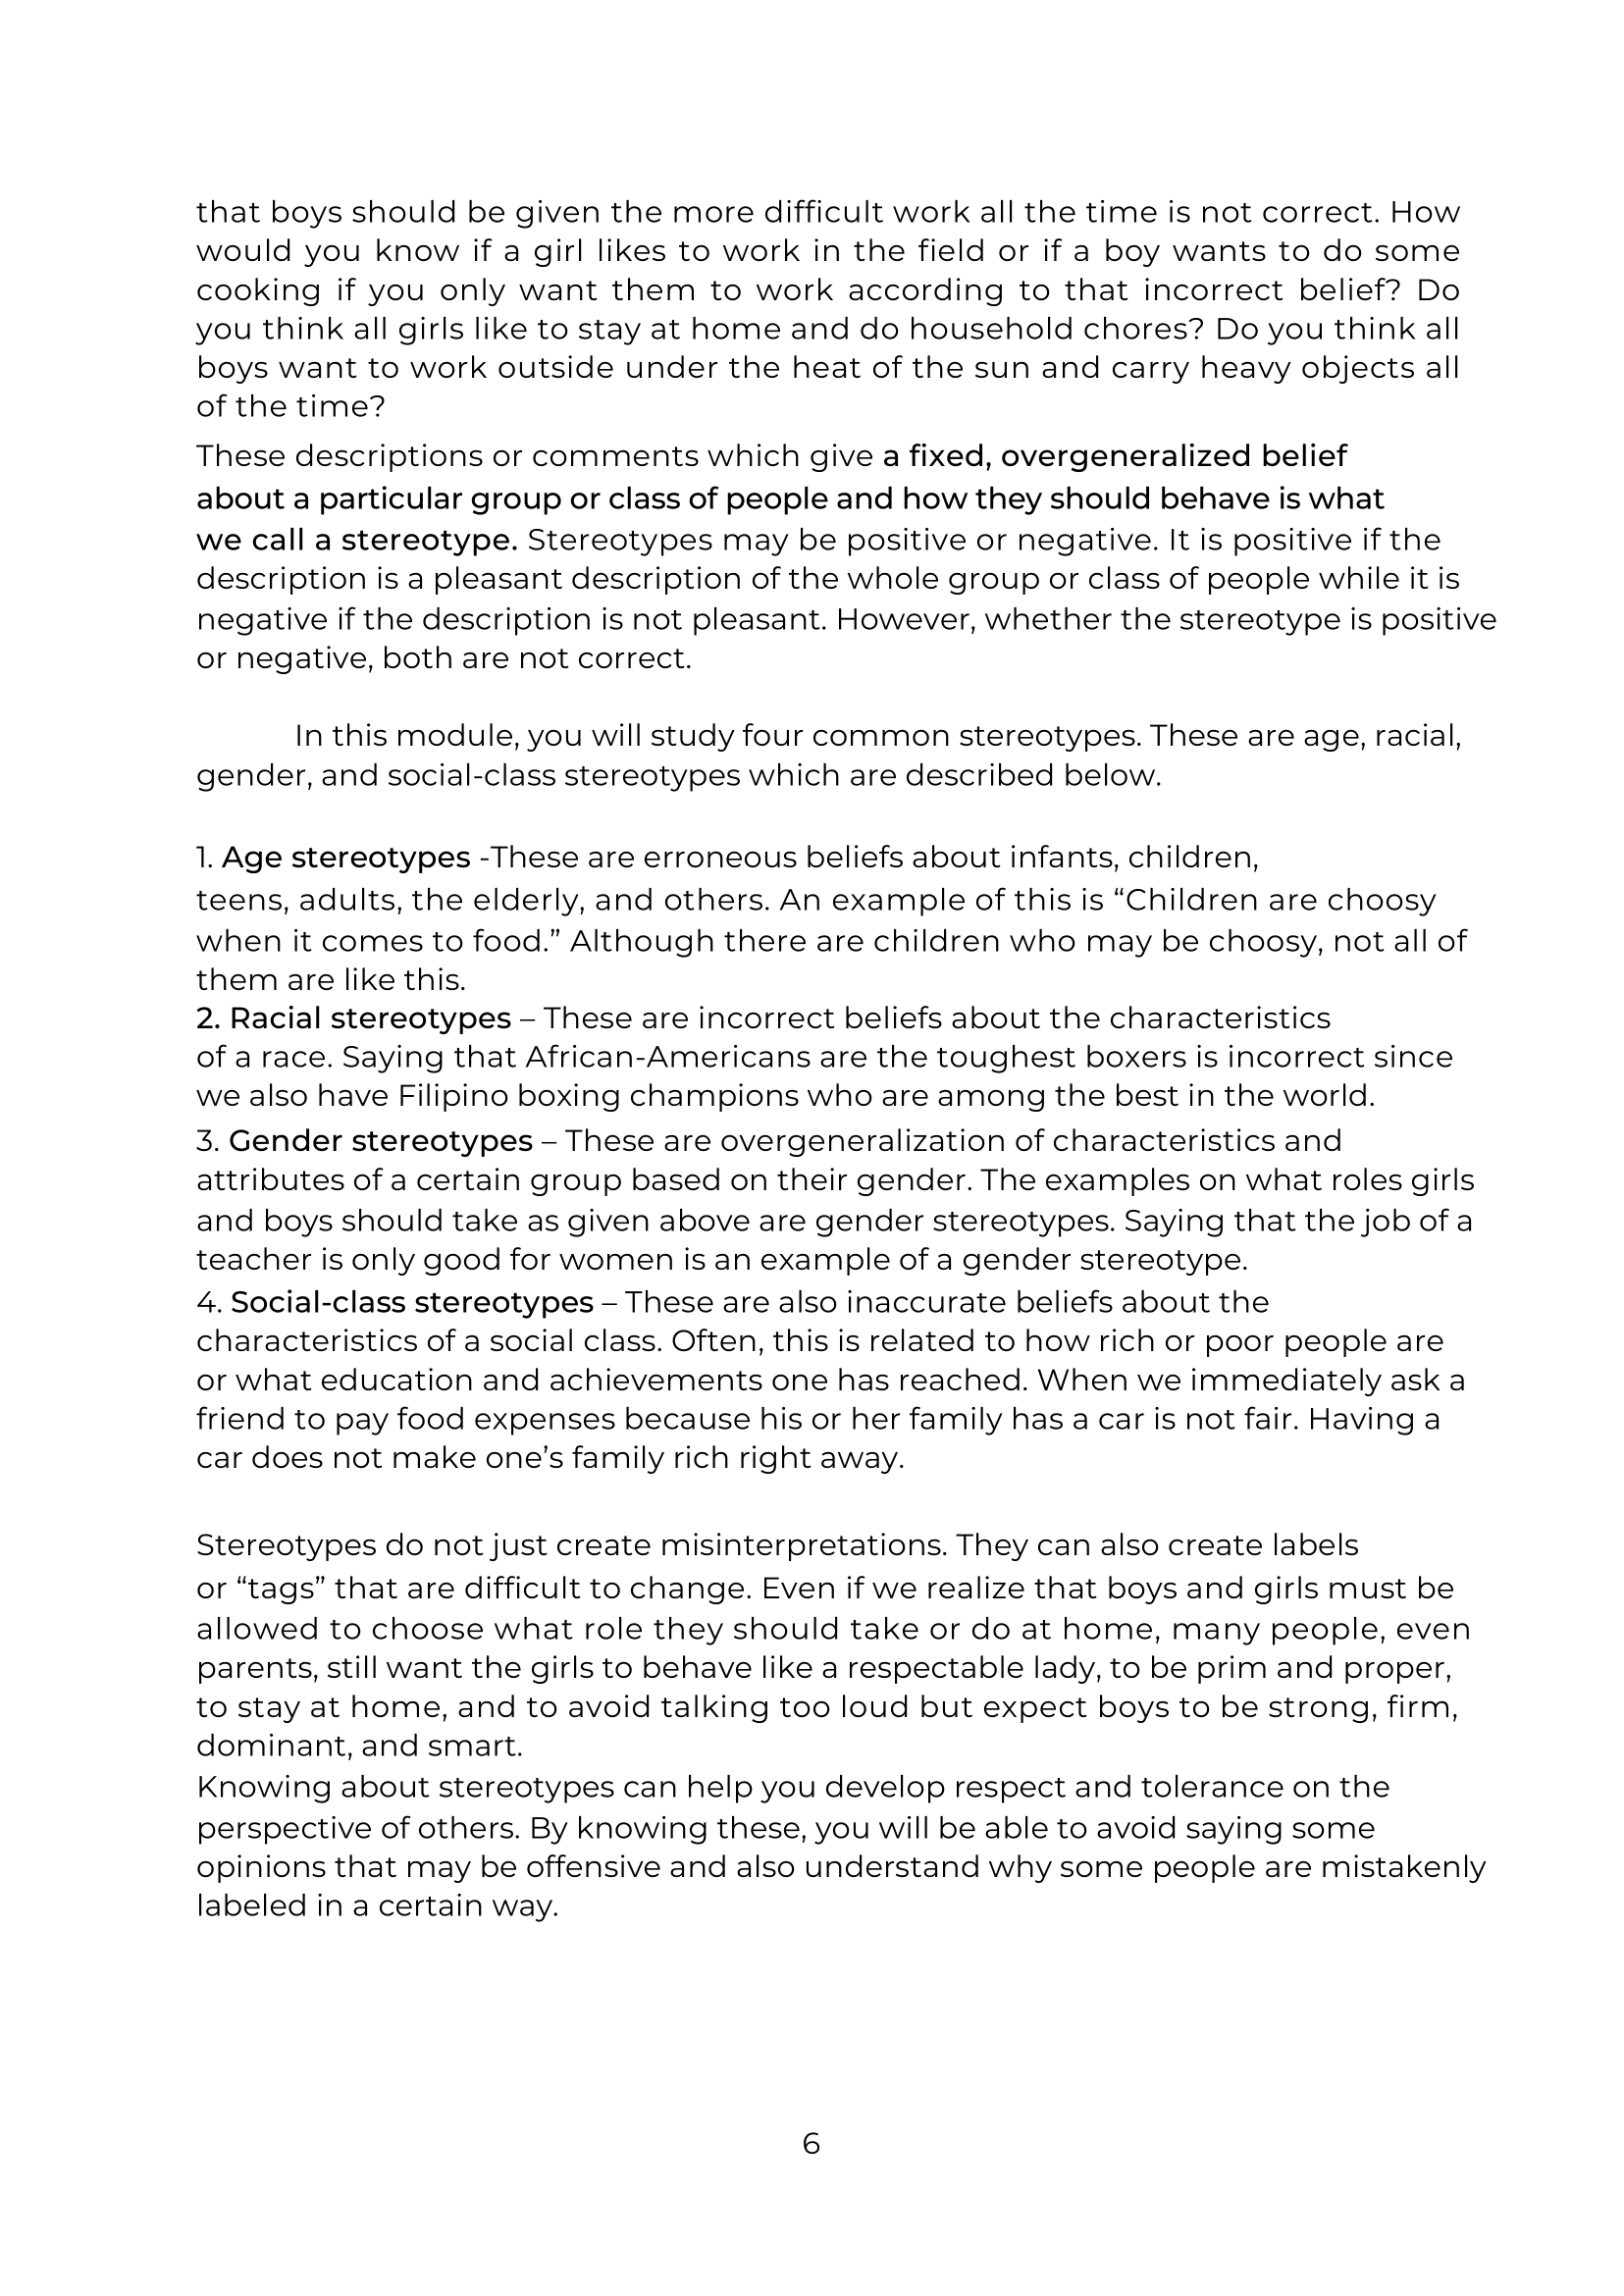 that boys should be given the more difficult work all the time is not correct. How
would you know if a girl likes to work in the field or if a boy wants to do some
cooking if you only want them to work according to that incorrect belief? Do
you think all girls like to stay at home and do household chores? Do you think all
boys want to work outside under the heat of the sun and carry heavy objects all
of the time?
These descriptions or comments which give a fixed, overgeneralized belief
about a particular group or class of people and how they should behave is what
we call a stereotype. Stereotypes may be positive or negative. It is positive if the
description is a pleasant description of the whole group or class of people while it is
negative if the description is not pleasant. However, whether the stereotype is positive
or negative, both are not correct.
In this module, you will study four common stereotypes. These are age, racial,
gender, and social-class stereotypes which are described below.
1. Age stereotypes -These are erroneous beliefs about infants, children,
teens, adults, the elderly, and others. An example of this is “Children are choosy
when it comes to food.” Although there are children who may be choosy, not all of
them are like this.
2. Racial stereotypes – These are incorrect beliefs about the characteristics
of a race. Saying that African-Americans are the toughest boxers is incorrect since
we also have Filipino boxing champions who are among the best in the world.
3. Gender stereotypes – These are overgeneralization of characteristics and
attributes of a certain group based on their gender. The examples on what roles girls
and boys should take as given above are gender stereotypes. Saying that the job of a
teacher is only good for women is an example of a gender stereotype.
4. Social-class stereotypes – These are also inaccurate beliefs about the
characteristics of a social class. Often, this is related to how rich or poor people are
or what education and achievements one has reached. When we immediately ask a
friend to pay food expenses because his or her family has a car is not fair. Having a
car does not make one’s family rich right away.
Stereotypes do not just create misinterpretations. They can also create labels
or “tags” that are difficult to change. Even if we realize that boys and girls must be
allowed to choose what role they should take or do at home, many people, even
parents, still want the girls to behave like a respectable lady, to be prim and proper,
to stay at home, and to avoid talking too loud but expect boys to be strong, firm,
dominant, and smart.
Knowing about stereotypes can help you develop respect and tolerance on the
perspective of others. By knowing these, you will be able to avoid saying some
opinions that may be offensive and also understand why some people are mistakenly
labeled in a certain way.
6